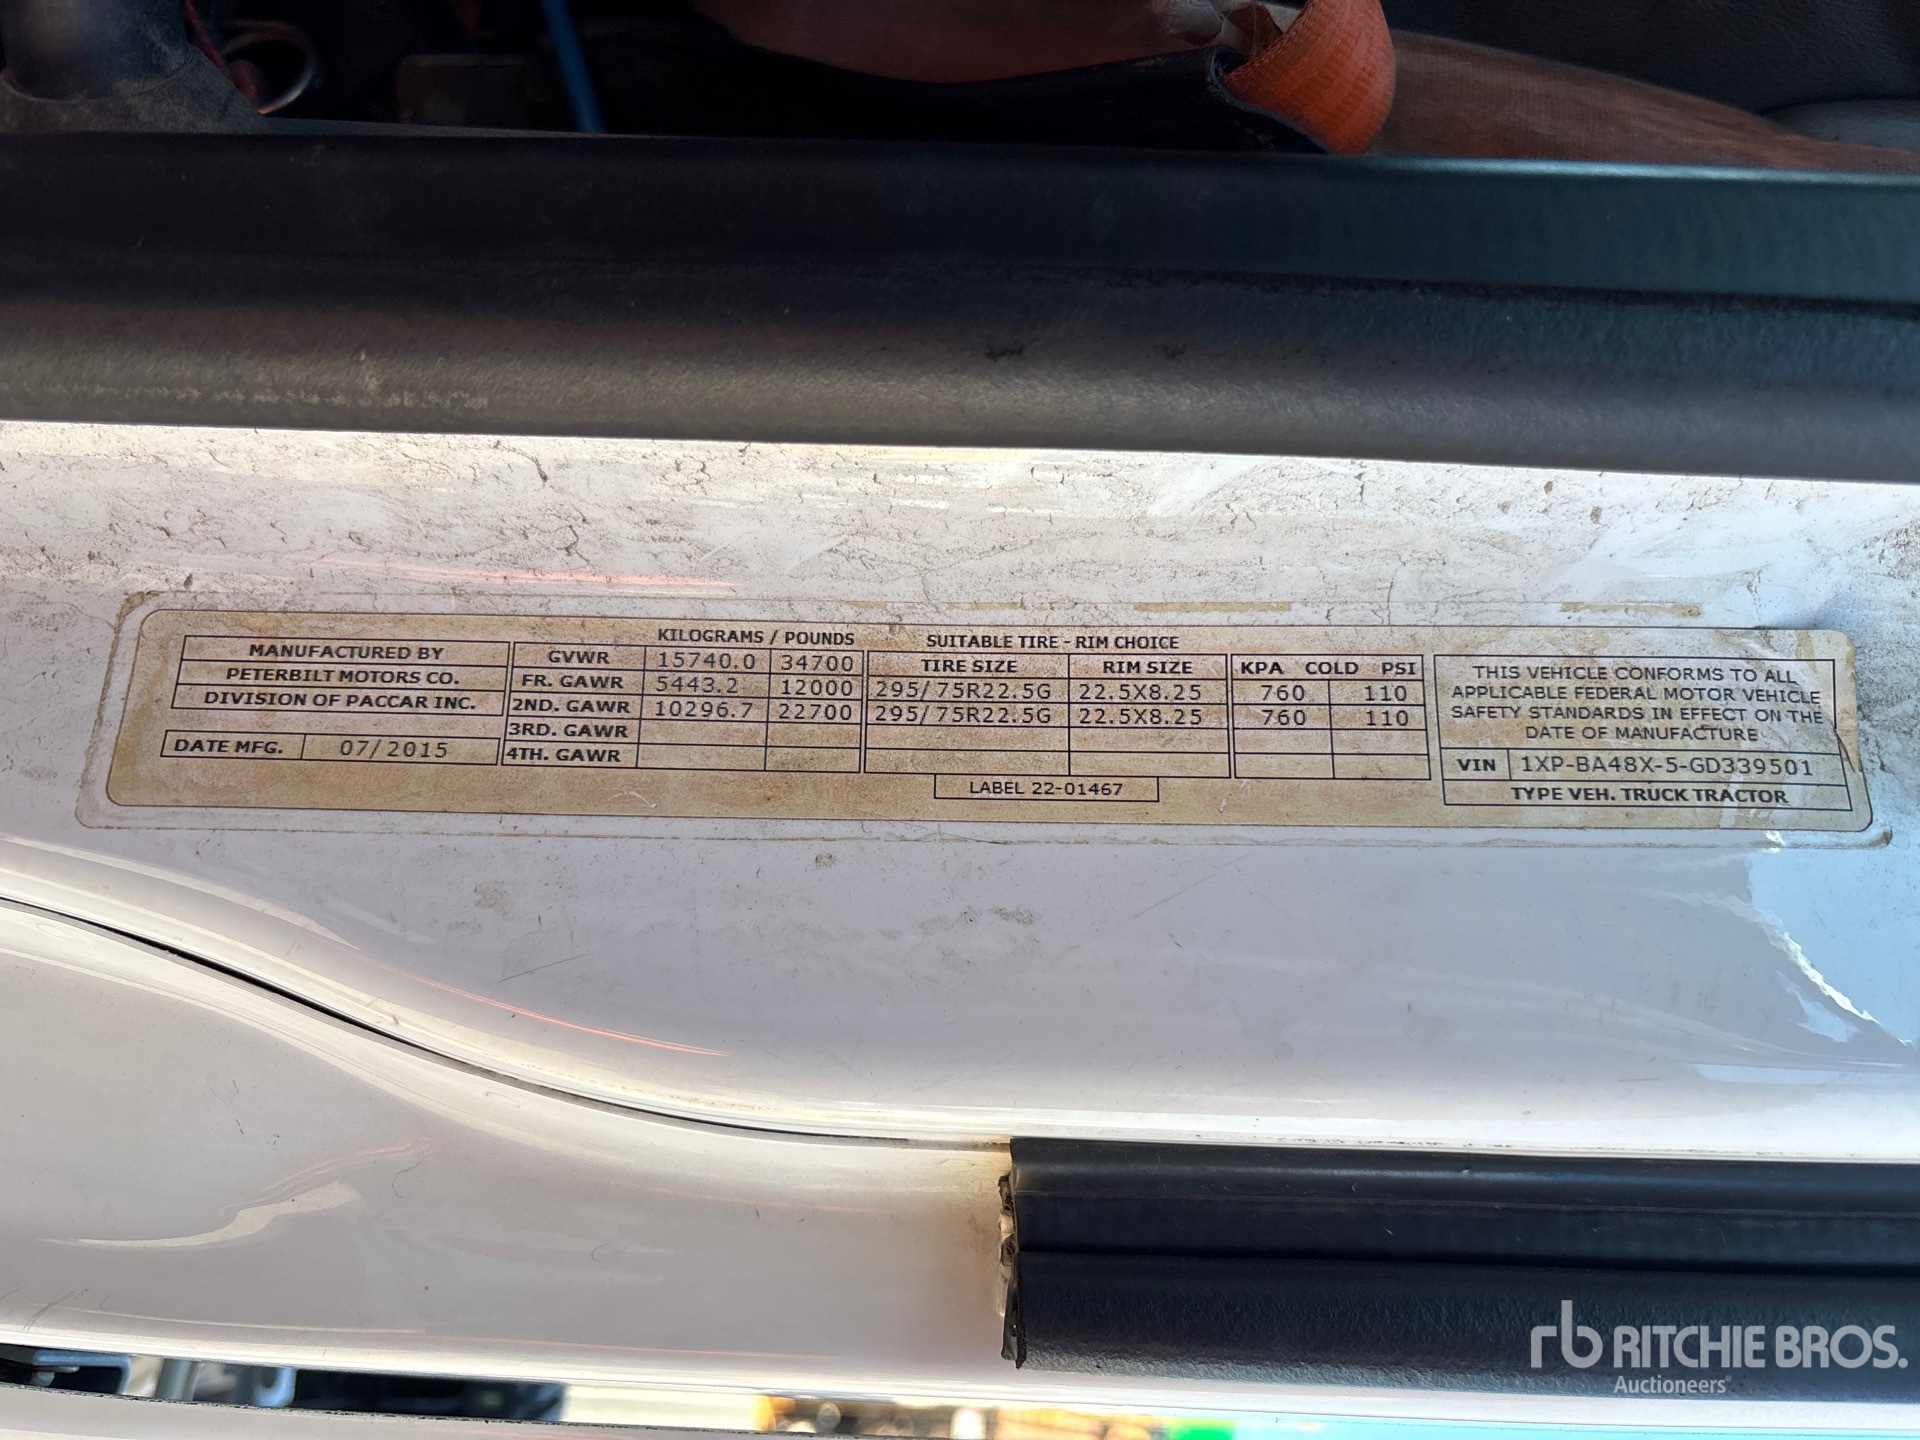 MANUFACTURED BY
PETERBILT MOTORS CO.
DIVISION OF PACCAR INC.
DATE MFG. 07/2015
KILOGRAMS / POUNDS
GVWR 15740.0 34700
FR. GAWR 5443.2 12000
2ND. GAWR 10296.7 22700
3RD. GAWR
4TH. GAWR
SUITABLE TIRE - RIM CHOICE
TIRE SIZE RIM SIZE KPA COLD PSI
295/75R22.5G 22.5X8.25 760 110
295/75R22.5G 22.5X8.25 760 110
LABEL 22-01467
THIS VEHICLE CONFORMS TO ALL
APPLICABLE FEDERAL MOTOR VEHICLE
SAFETY STANDARDS IN EFFECT ON THE
DATE OF MANUFACTURE
VIN 1XP-BA48X-5-GD339501
TYPE VEH. TRUCK TRACTOR
rb RITCHIE BROS.
Auctioneers